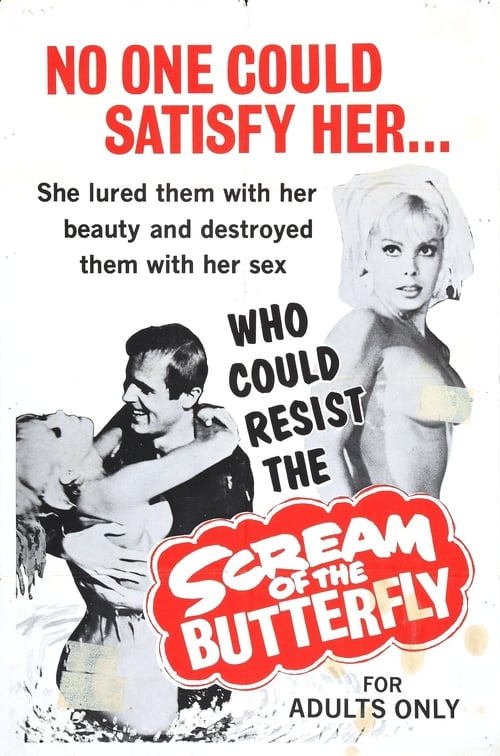 NO ONE COULD
SATISFY HER...
She lured them with her
beauty and destroyed
them with her sex
WHO
COULD
RESIST
THE
SCREAM
OF THE
BUTTERFLY
FOR
ADULTS ONLY